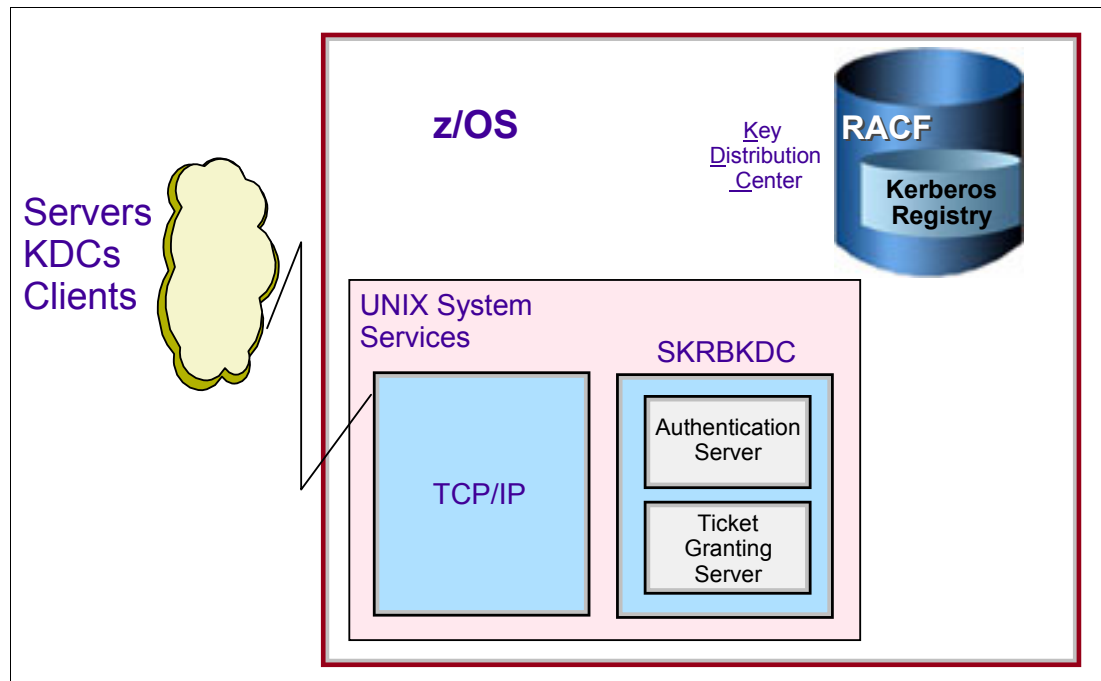 z/OS
Key
Distribution
Center
RACF
Kerberos
Registry
Servers
KDCs
Clients
UNIX System
Services
SKRBKDC
Authentication
Server
TCP/IP
Ticket
Granting
Server